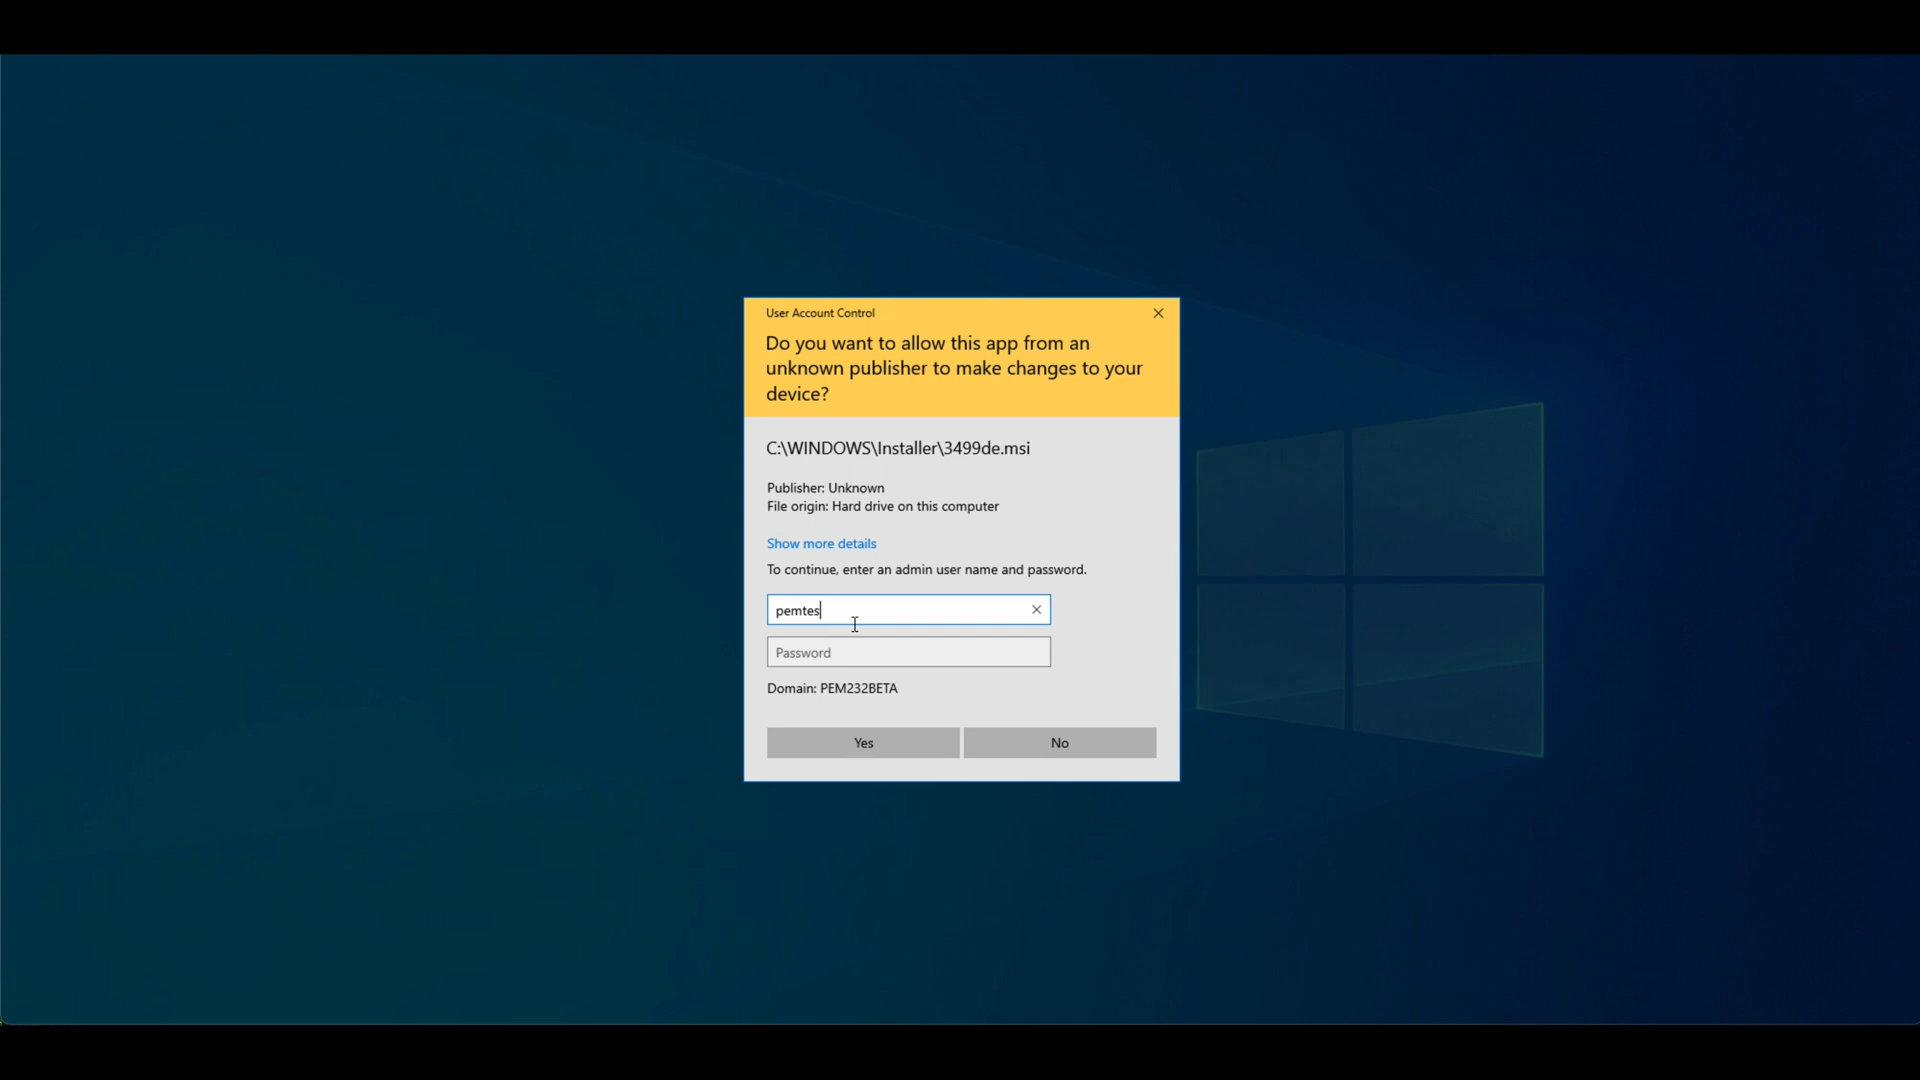 User Account Control
Do you want to allow this app from an
unknown publisher to make changes to your
device?
C:\WINDOWS\Installer\3499de.msi
Publisher: Unknown
File origin: Hard drive on this computer
Show more details
To continue, enter an admin user name and password.
pemtes
Password
Domain: PEM232BETA
Yes
No